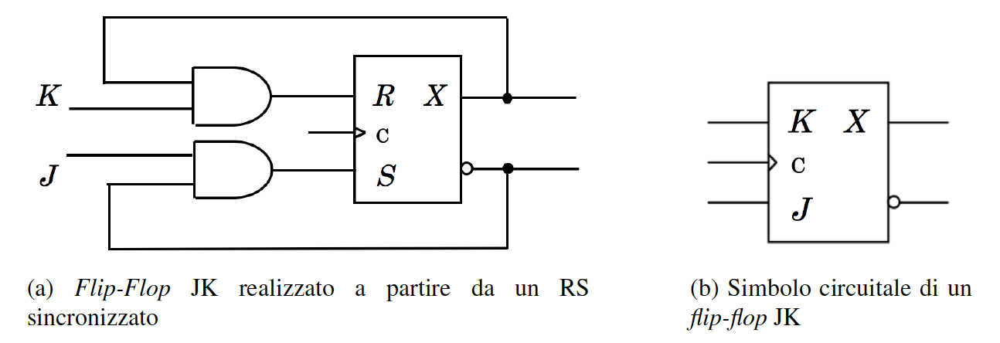 K
J
R X
C
S
K X
C
J
(a) Flip-Flop JK realizzato a partire da un RS
sincronizzato
(b) Simbolo circuitale di un
flip-flop JK